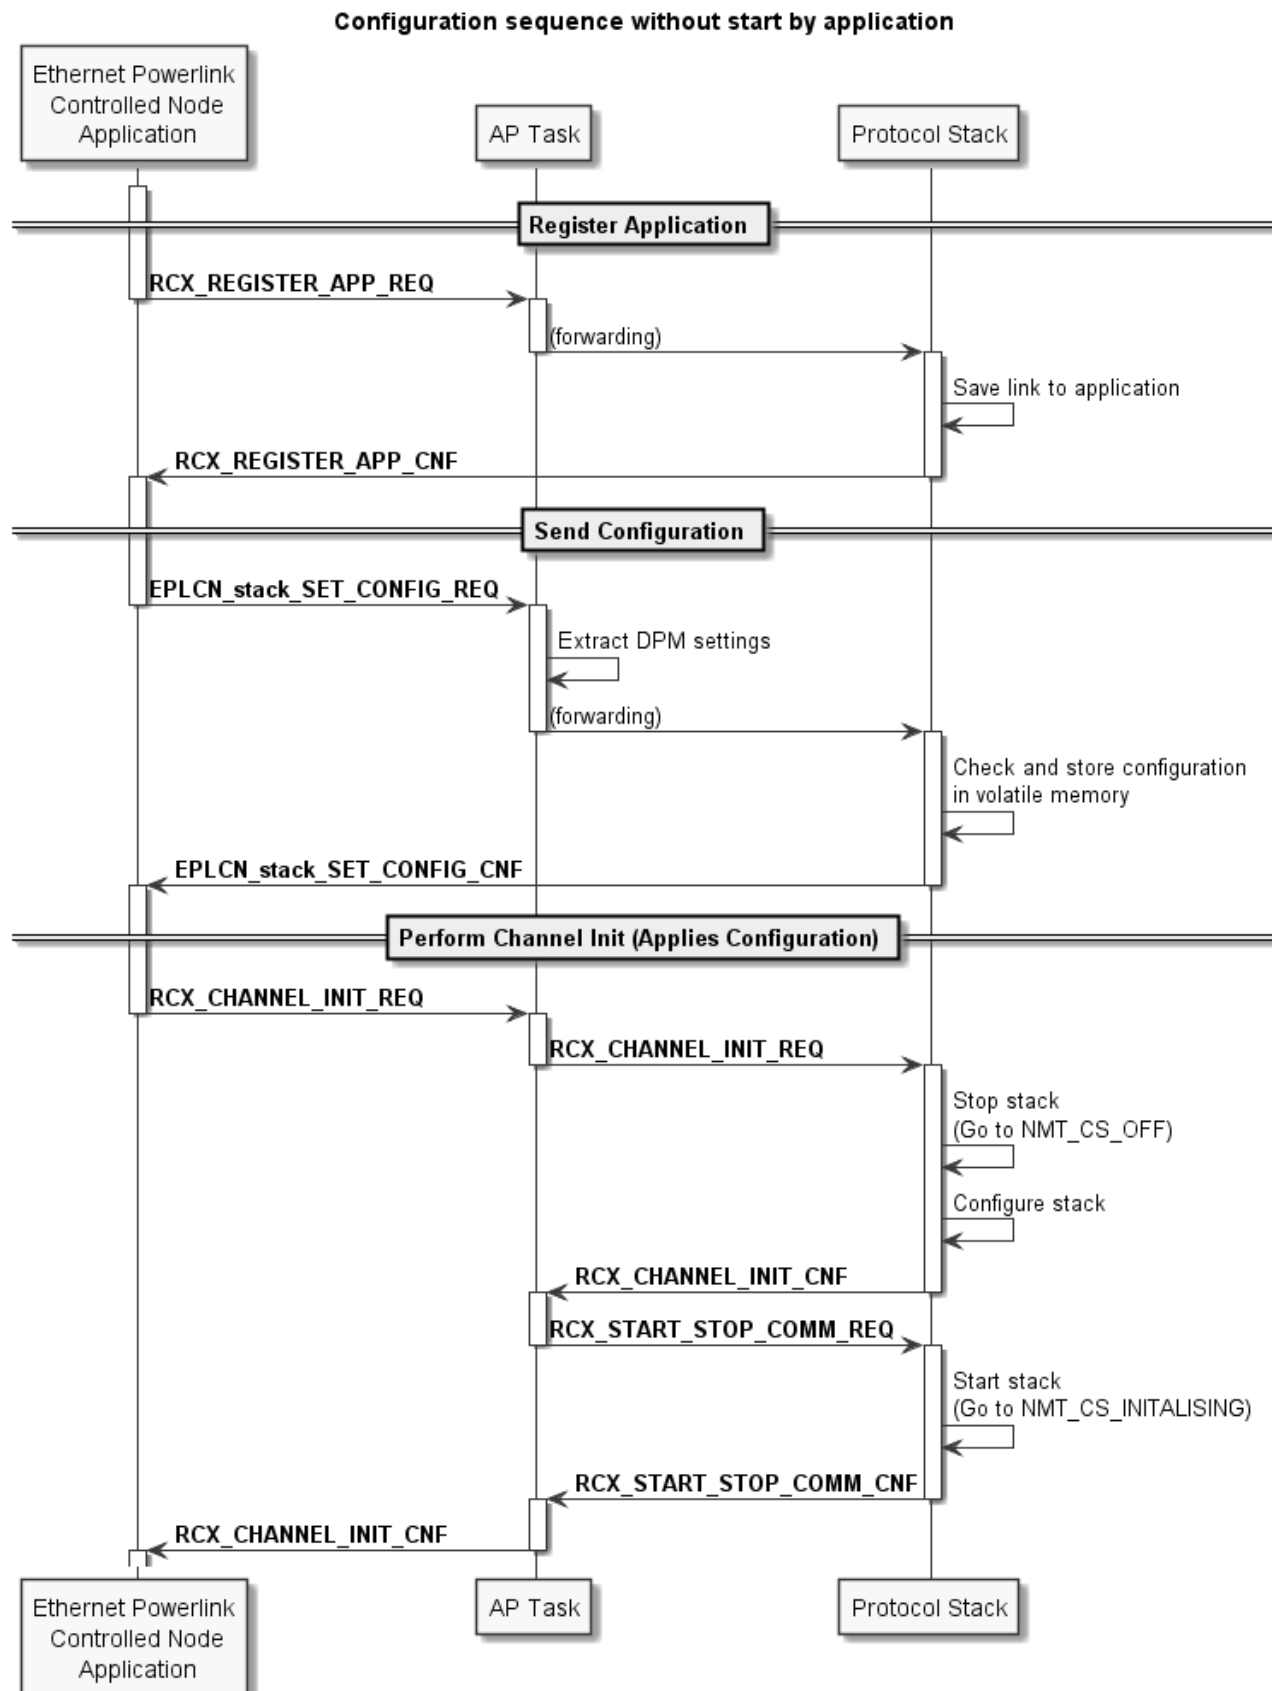 Configuration sequence without start by application
Ethernet Powerlink
Controlled Node
Application
AP Task
Protocol Stack
Register Application
RCX_REGISTER_APP_REQ
(forwarding)
Save link to application
RCX_REGISTER_APP_CNF
Send Configuration
EPLCN_stack_SET_CONFIG_REQ
Extract DPM settings
(forwarding)
Check and store configuration
in volatile memory
EPLCN_stack_SET_CONFIG_CNF
Perform Channel Init (Applies Configuration)
RCX_CHANNEL_INIT_REQ
RCX_CHANNEL_INIT_REQ
Stop stack
(Go to NMT_CS_OFF)
Configure stack
RCX_CHANNEL_INIT_CNF
RCX_START_STOP_COMM_REQ
Start stack
(Go to NMT_CS_INITALISING)
RCX_START_STOP_COMM_CNF
RCX_CHANNEL_INIT_CNF
Ethernet Powerlink
Controlled Node
Application
AP Task
Protocol Stack